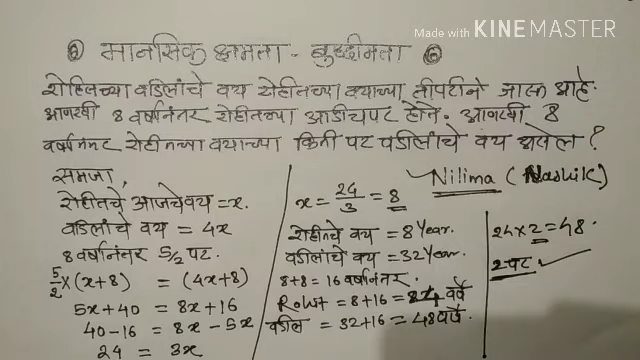 Made with KINEMASTER
⑥ मानसिक क्षमता - बुध्दीमता ⑥
रोहितच्या वडिलांचे वय रोहीतच्या वयाच्या तीपटीने जास्त आहे.
आणखी 8 वर्षानंतर रोहीतच्या अडीचपट होते. आणखी 8
वर्षानंतर रोहीतच्या वयाच्या किती पट वडीलांचे वय असेल ?
समजा,
रोहीतचे आजचे वय = x.
वडिलांचे वय = 4x
8 वर्षानंतर 5/2 पट.
5/2 × (x+8) = (4x+8)
5x + 40 = 8x + 16
40 - 16 = 8x - 5x
24 = 3x
x = 24/3 = 8
रोहीतचे वय = 8 Year.
वडिलांचे वय = 32 Year.
8+8 = 16 वर्षानंतर.
= 8+16 = 24 वर्षे
वडील = 32+16 = 48 वर्षे.
Nilima (Nashik)
24 × 2 = 48.
2 पट